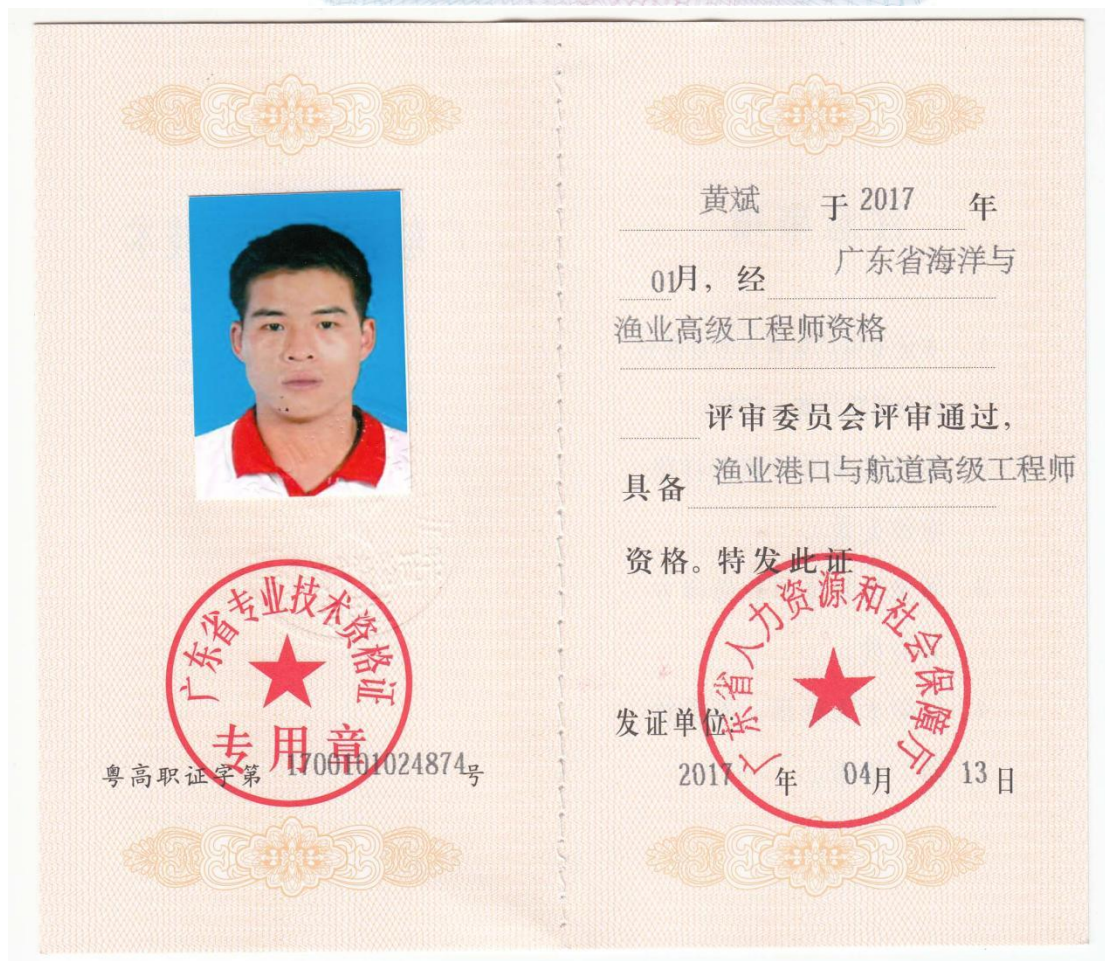 广东省专业技术资格证
专用章
粤高职证字第 1700101024874号
黄斌 于 2017 年
01月，经 广东省海洋与
渔业高级工程师资格
评审委员会评审通过，
具备 渔业港口与航道高级工程师
资格。特发此证
广东省人力资源和社会保障厅
发证单位：
2017 年 04月 13 日